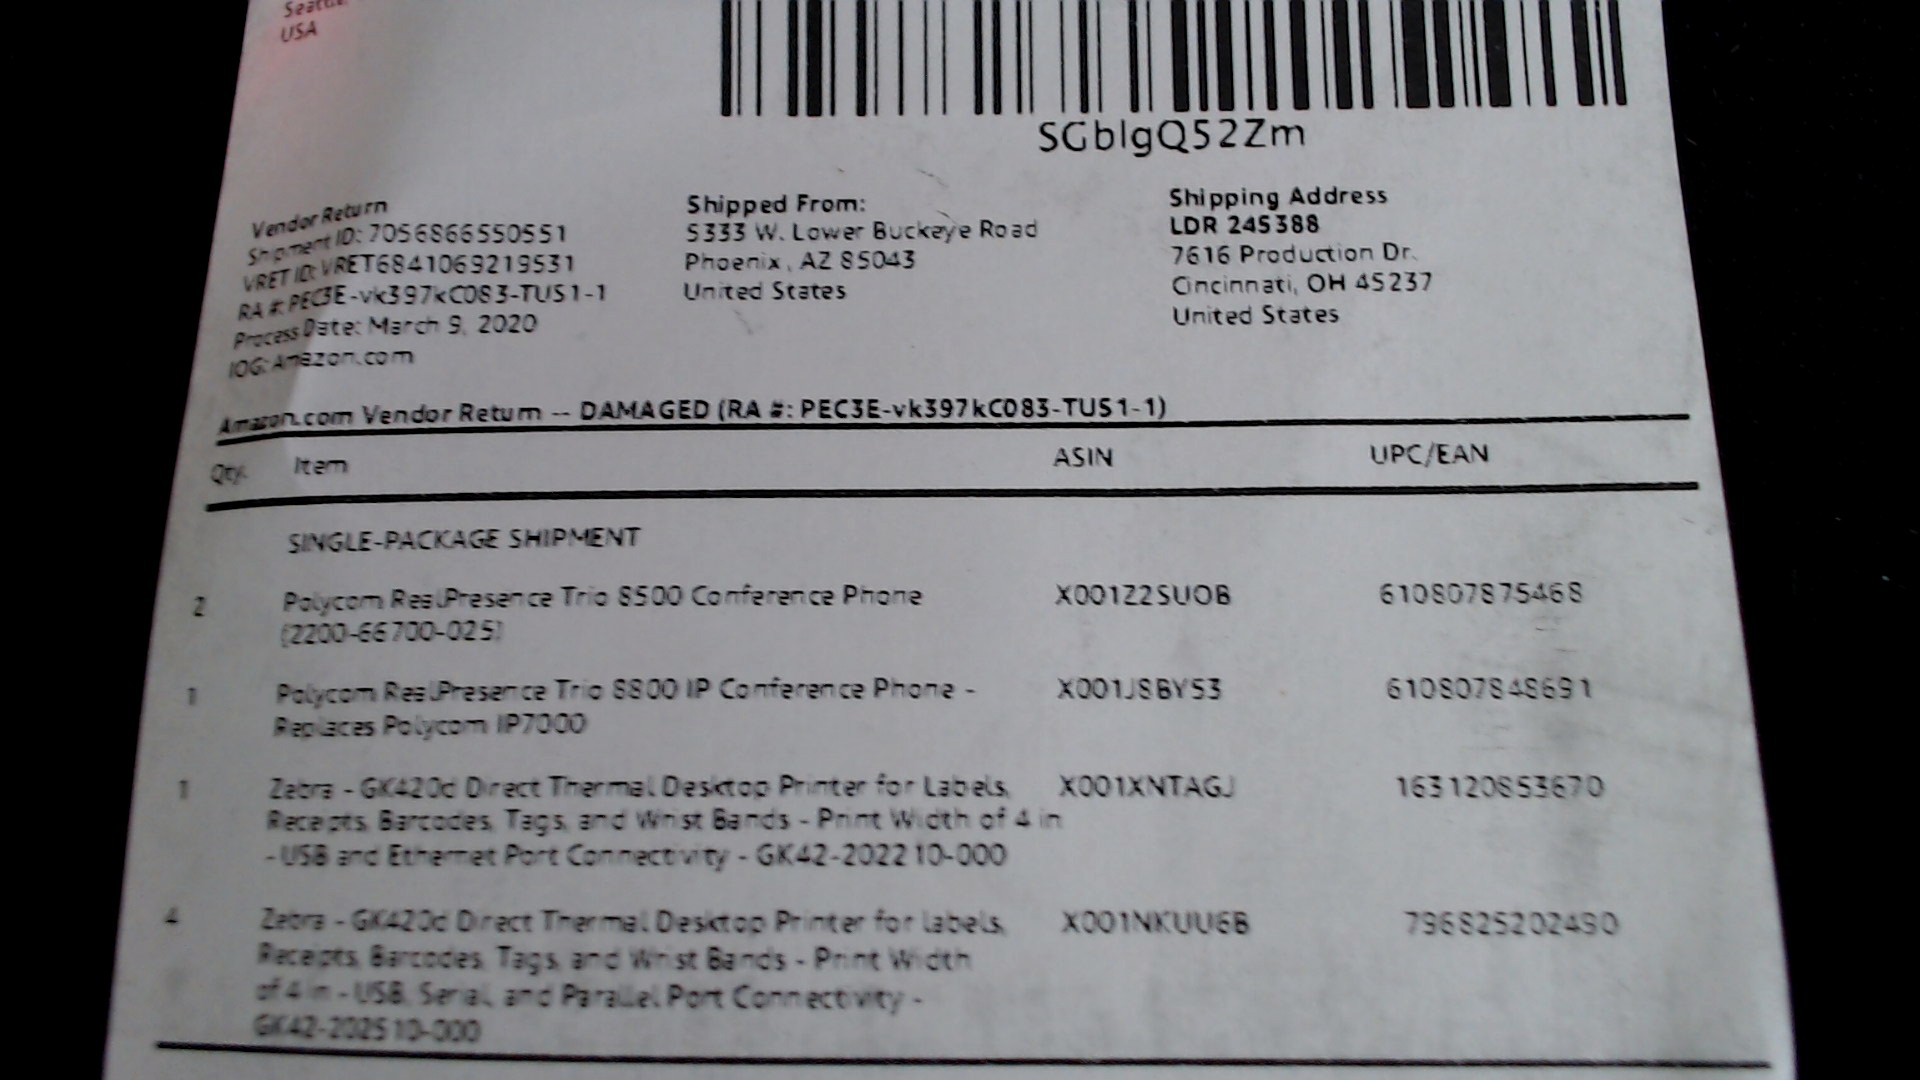 Seattle
USA
SGblgQ52Zm
Vendor Return
Shipment ID: 7056866550551
VRET ID: VRET6841069219531
RA #: PEC3E-vk397kC083-TUS1-1
Process Date: March 9, 2020
IOG: Amazon.com
Shipped From:
5333 W. Lower Buckeye Road
Phoenix, AZ 85043
United States
Shipping Address
LDR 245388
7616 Production Dr.
Cincinnati, OH 45237
United States
Amazon.com Vendor Return -- DAMAGED (RA #: PEC3E-vk397kC083-TUS1-1)
Qty. Item ASIN UPC/EAN
SINGLE-PACKAGE SHIPMENT
2 Polycom RealPresence Trio 8500 Conference Phone X001Z2SUOB 610807875468
(2200-66700-025)
1 Polycom RealPresence Trio 8800 IP Conference Phone - X001J8BY53 610807848691
Replaces Polycom IP7000
1 Zebra - GK420d Direct Thermal Desktop Printer for Labels, X001XNTAGJ 163120853670
Receipts, Barcodes, Tags, and Wrist Bands - Print Width of 4 in
- USB and Ethernet Port Connectivity - GK42-202210-000
4 Zebra - GK420d Direct Thermal Desktop Printer for labels, X001NKUU6B 796825202490
Receipts, Barcodes, Tags, and Wrist Bands - Print Width
of 4 in - USB, Serial, and Parallel Port Connectivity -
GK42-202510-000